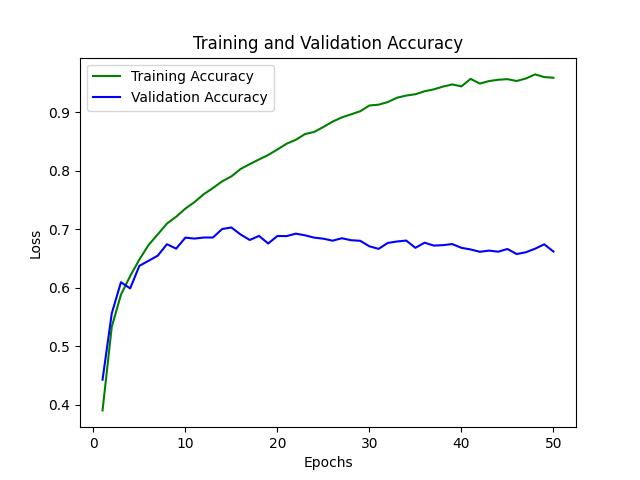 Training and Validation Accuracy
Training Accuracy
Validation Accuracy
0.9
0.8
0.7
0.6
0.5
0.4
Loss
0 10 20 30 40 50
Epochs